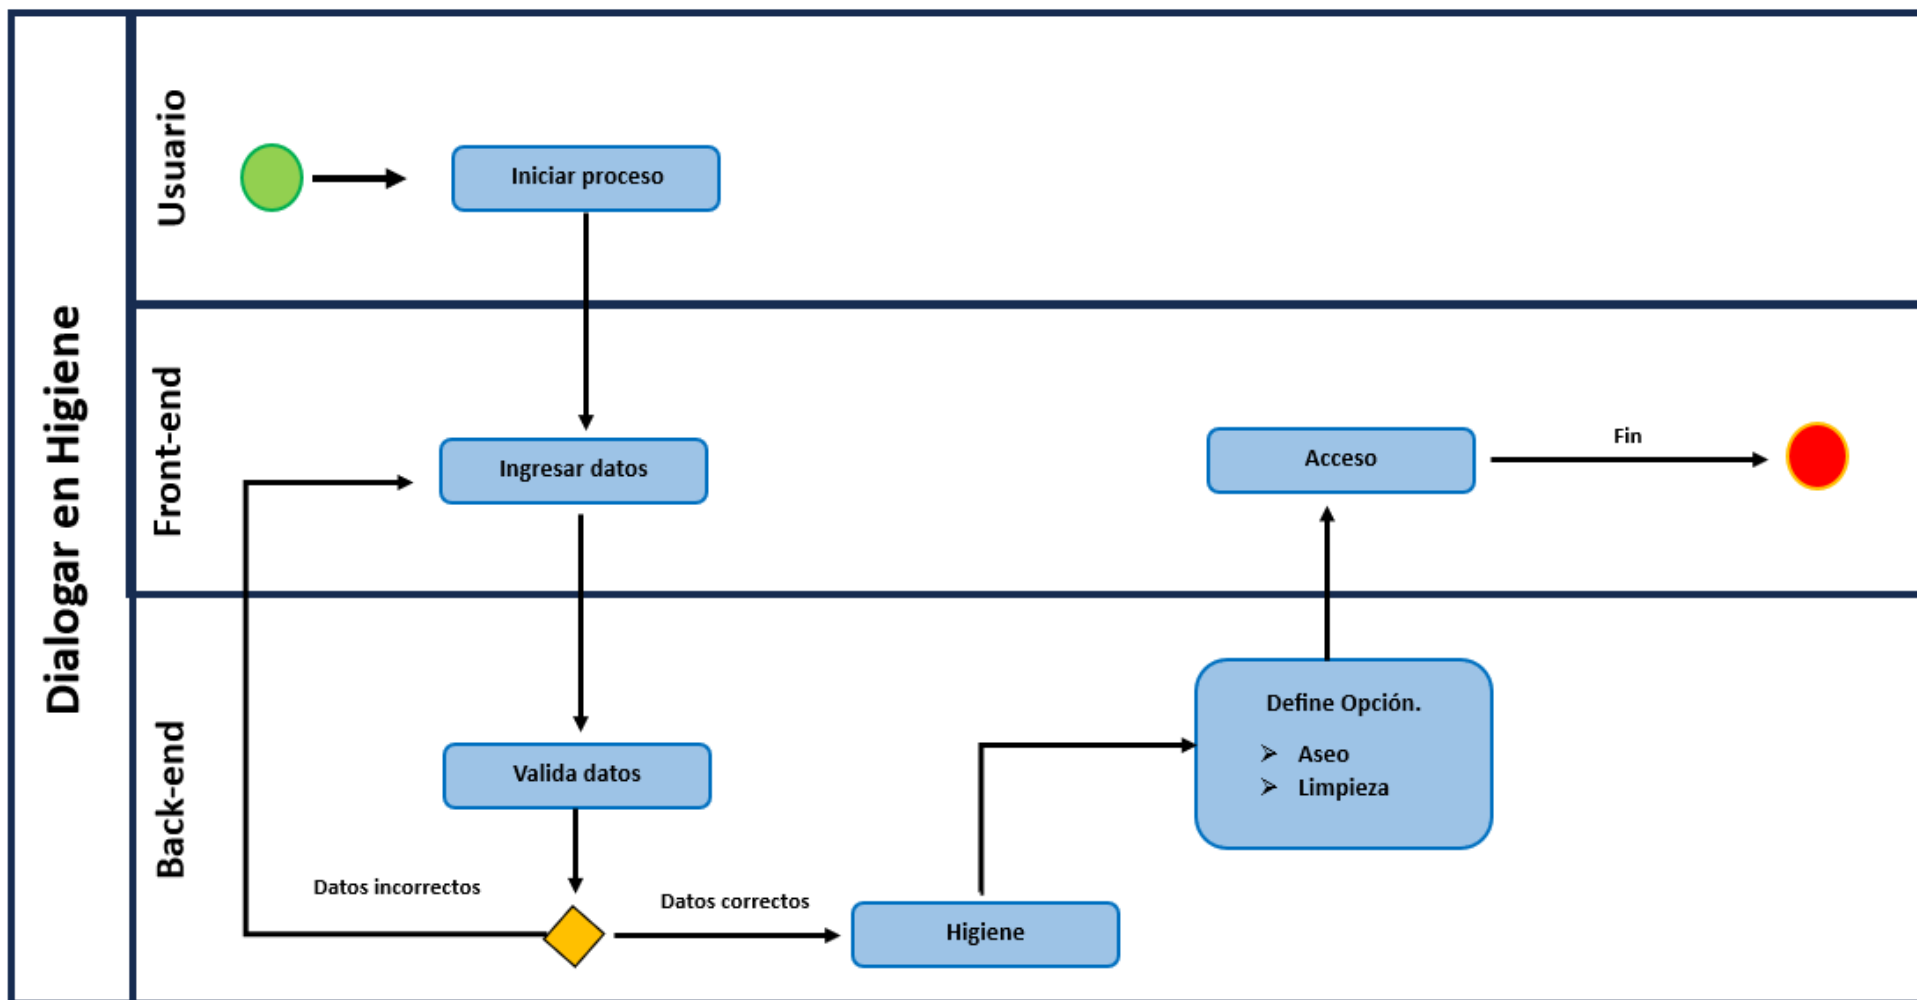 Dialogar en Higiene
Usuario
Iniciar proceso
Front-end
Ingresar datos
Acceso
Fin
Back-end
Valida datos
Datos incorrectos
Datos correctos
Higiene
Define Opción.
Aseo
Limpieza